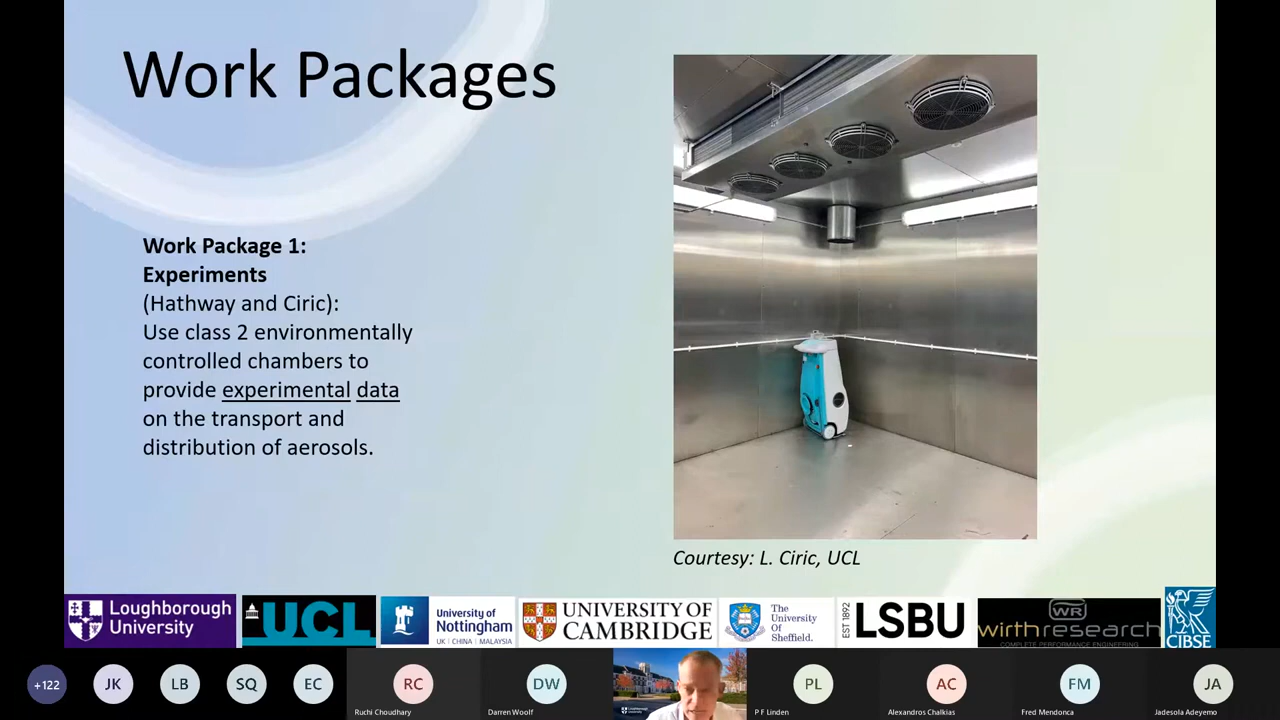 Work Packages
Work Package 1:
Experiments
(Hathway and Ciric):
Use class 2 environmentally
controlled chambers to
provide experimental data
on the transport and
distribution of aerosols.
Courtesy: L. Ciric, UCL
Loughborough
University
UCL
University of
Nottingham
UK | CHINA | MALAYSIA
UNIVERSITY OF
CAMBRIDGE
The
University
Of
Sheffield.
EST 1892
LSBU
WR
wirthresearch
COMPLETE PERFORMANCE ENGINEERING
CIBSE
+122
JK
LB
SQ
EC
RC
Ruchi Choudhary
DW
Darren Woolf
PL
P F Linden
AC
Alexandros Chalkias
FM
Fred Mendonca
JA
Jadesola Adeyemo